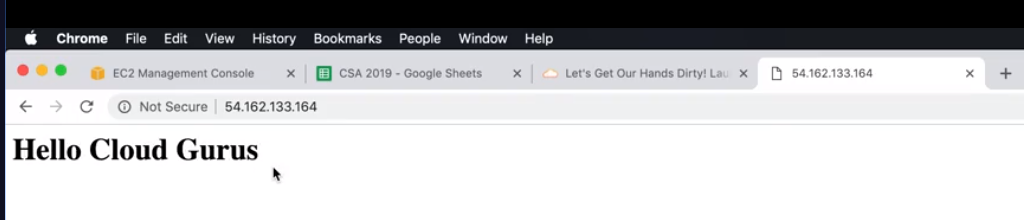 Chrome File Edit View History Bookmarks People Window Help
EC2 Management Console CSA 2019 - Google Sheets Let's Get Our Hands Dirty! 54.162.133.164
Not Secure 54.162.133.164
Hello Cloud Gurus